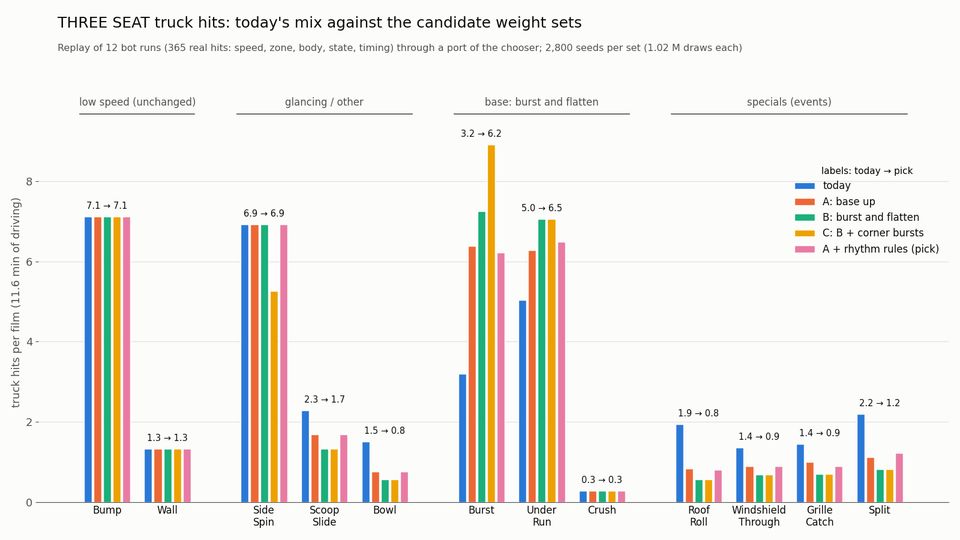 THREE SEAT truck hits: today's mix against the candidate weight sets
Replay of 12 bot runs (365 real hits: speed, zone, body, state, timing) through a port of the chooser; 2,800 seeds per set (1.02 M draws each)
low speed (unchanged)
glancing / other
base: burst and flatten
specials (events)
truck hits per film (11.6 min of driving)
8
6
4
2
0
7.1 → 7.1
1.3 → 1.3
6.9 → 6.9
2.3 → 1.7
1.5 → 0.8
3.2 → 6.2
5.0 → 6.5
0.3 → 0.3
1.9 → 0.8
1.4 → 0.9
1.4 → 0.9
2.2 → 1.2
labels: today → pick
today
A: base up
B: burst and flatten
C: B + corner bursts
A + rhythm rules (pick)
Bump
Wall
Side
Spin
Scoop
Slide
Bowl
Burst
Under
Run
Crush
Roof
Roll
Windshield
Through
Grille
Catch
Split